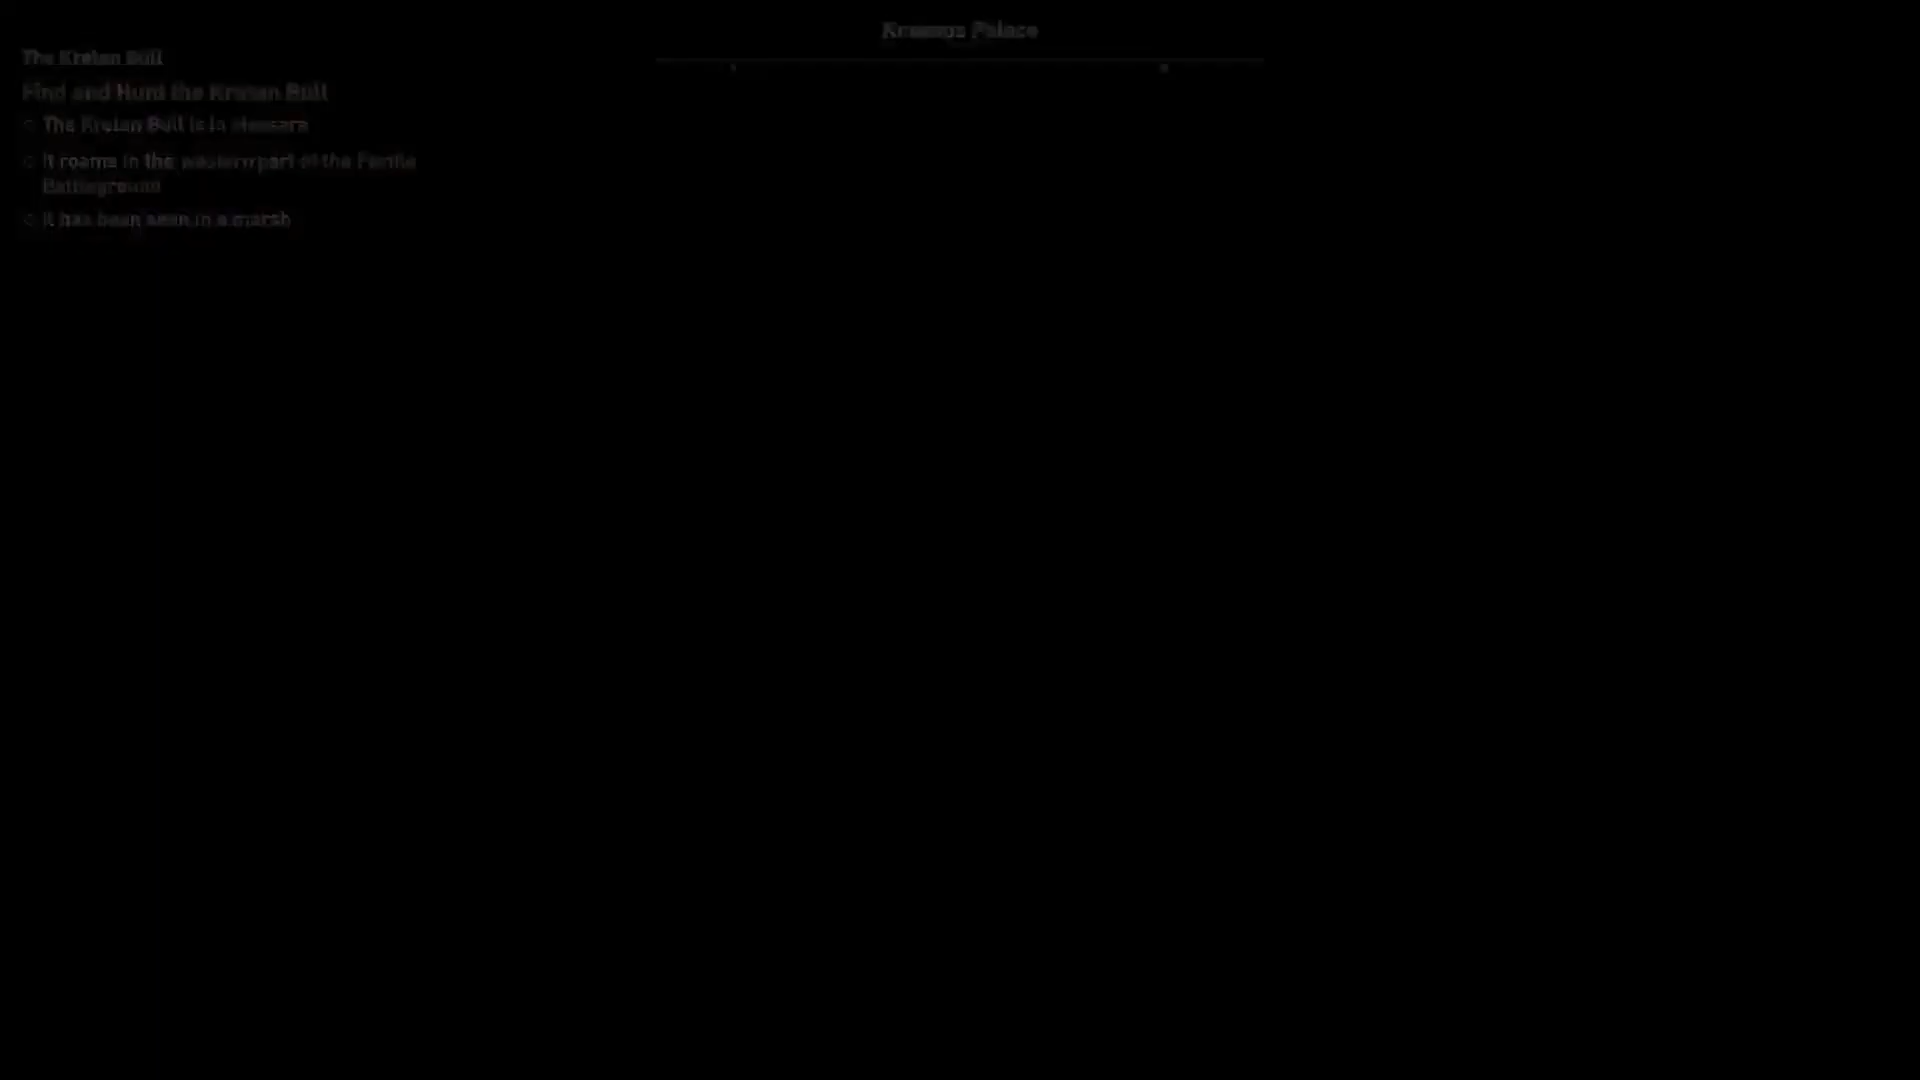 Knossos Palace
The Kretan Bull
Find and Hunt the Kretan Bull
The Kretan Bull is in Messara
It roams in the western part of the Fertile
Battleground
It has been seen in a marsh